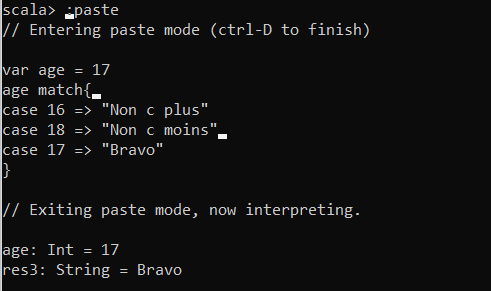 scala> :paste
// Entering paste mode (ctrl-D to finish)
var age = 17
age match{
case 16 => "Non c plus"
case 18 => "Non c moins"
case 17 => "Bravo"
}
// Exiting paste mode, now interpreting.
age: Int = 17
res3: String = Bravo